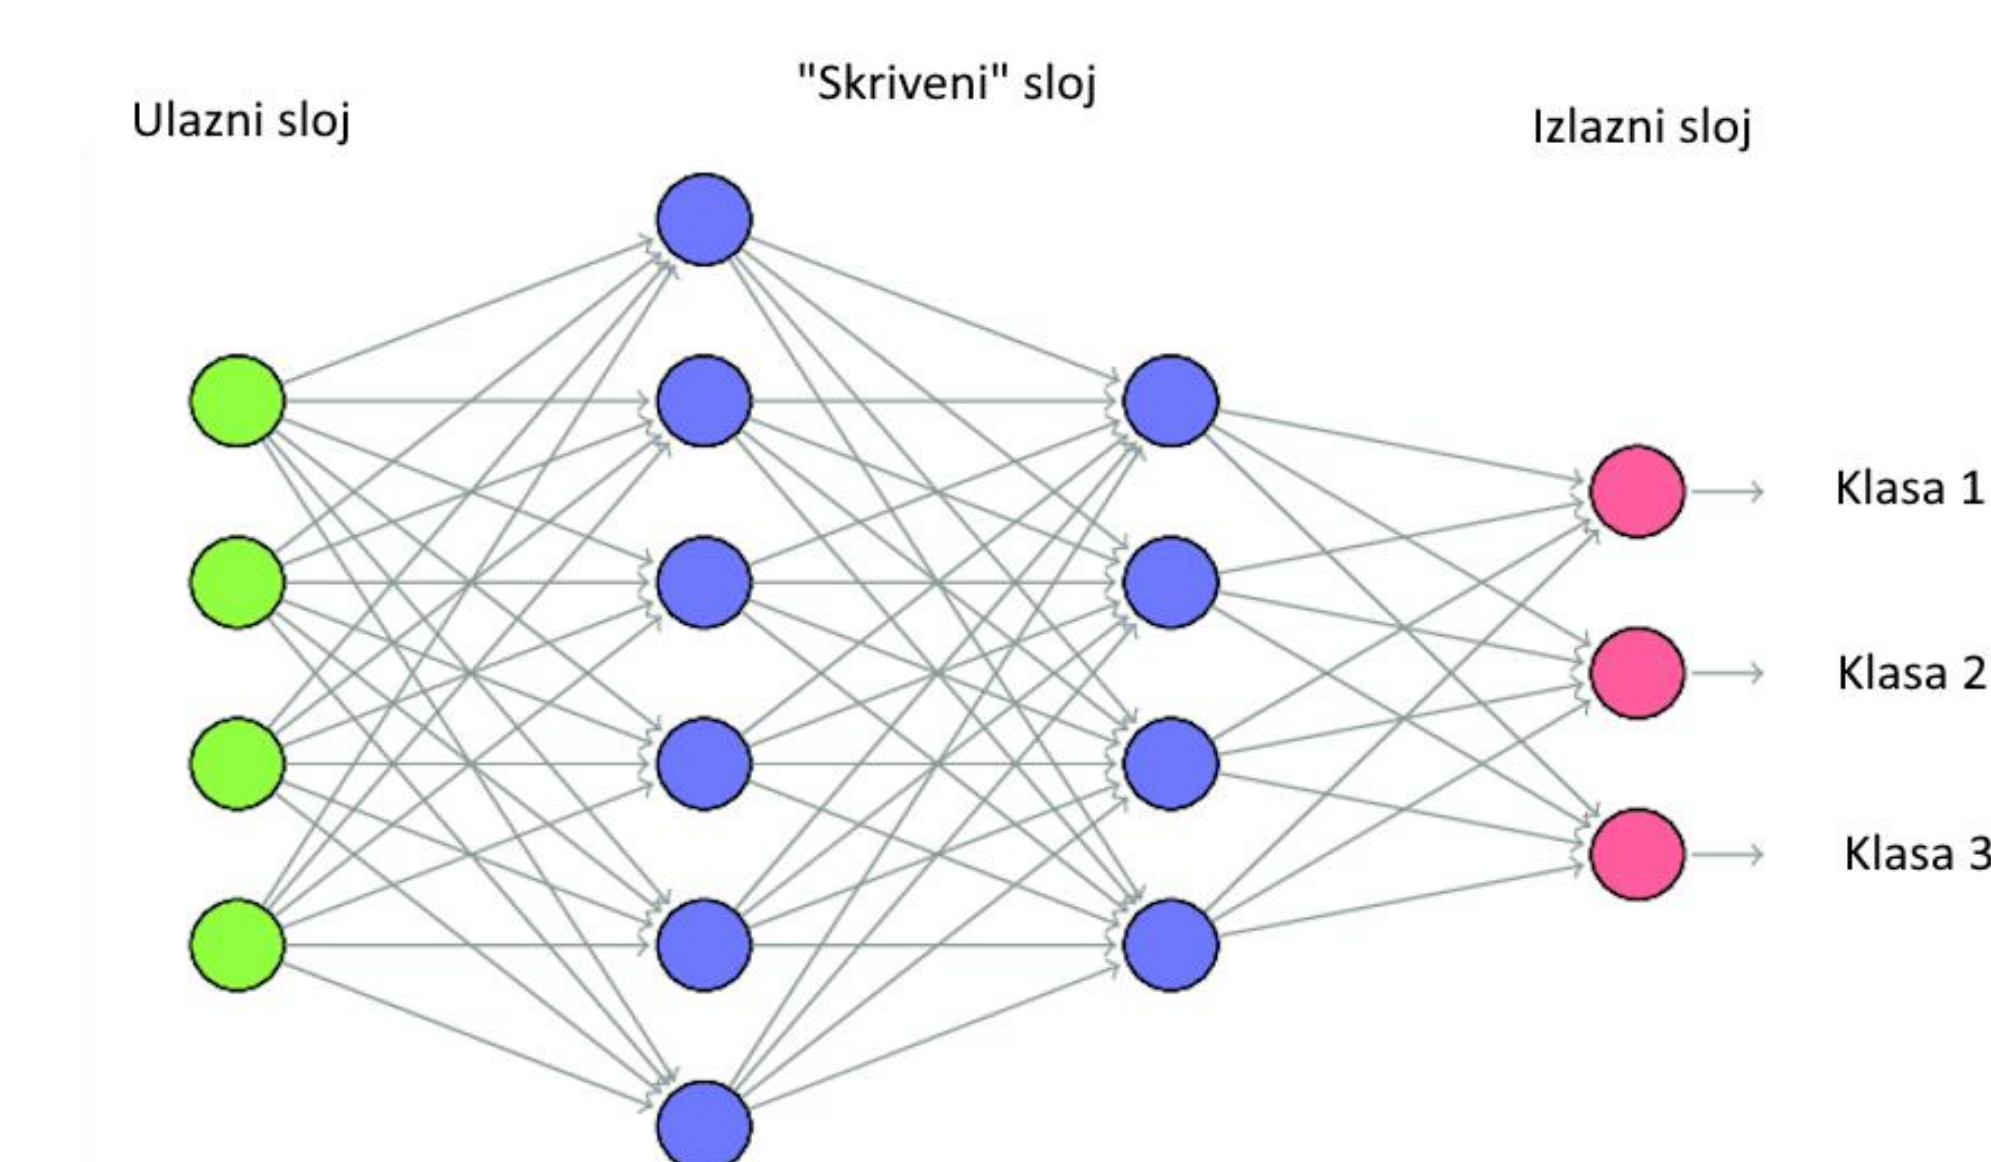 "Skriveni" sloj
Ulazni sloj
Izlazni sloj
Klasa 1
Klasa 2
Klasa 3